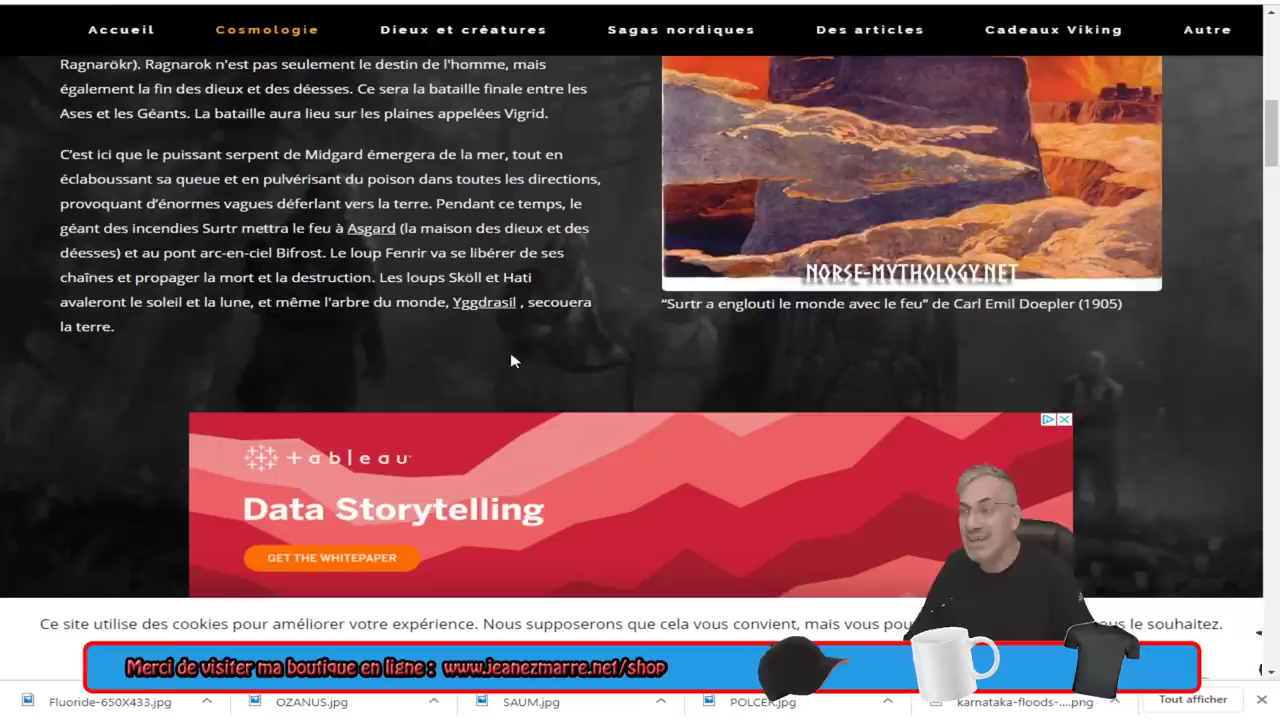 Accueil
Cosmologie
Dieux et créatures
Sagas nordiques
Des articles
Cadeaux Viking
Autre
Ragnarökr). Ragnarok n'est pas seulement le destin de l'homme, mais
également la fin des dieux et des déesses. Ce sera la bataille finale entre les
Ases et les Géants. La bataille aura lieu sur les plaines appelées Vigrid.
C'est ici que le puissant serpent de Midgard émergera de la mer, tout en
éclaboussant sa queue et en pulvérisant du poison dans toutes les directions,
provoquant d'énormes vagues déferlant vers la terre. Pendant ce temps, le
géant des incendies Surtr mettra le feu à Asgard (la maison des dieux et des
déesses) et au pont arc-en-ciel Bifrost. Le loup Fenrir va se libérer de ses
chaînes et propager la mort et la destruction. Les loups Sköll et Hati
avaleront le soleil et la lune, et même l'arbre du monde, Yggdrasil , secouera
la terre.
NORSE-MYTHOLOGY.NET
“Surtr a englouti le monde avec le feu” de Carl Emil Doepler (1905)
+ableau
Data Storytelling
GET THE WHITEPAPER
Ce site utilise des cookies pour améliorer votre expérience. Nous supposerons que cela vous convient, mais vous le souhaitez.
Merci de visiter ma boutique en ligne : www.jeanezmarre.net/shop
Fluoride-650X433.jpg
OZANUS.jpg
SAUM.jpg
POLCER.jpg
karnataka-floods-....png
Tout afficher